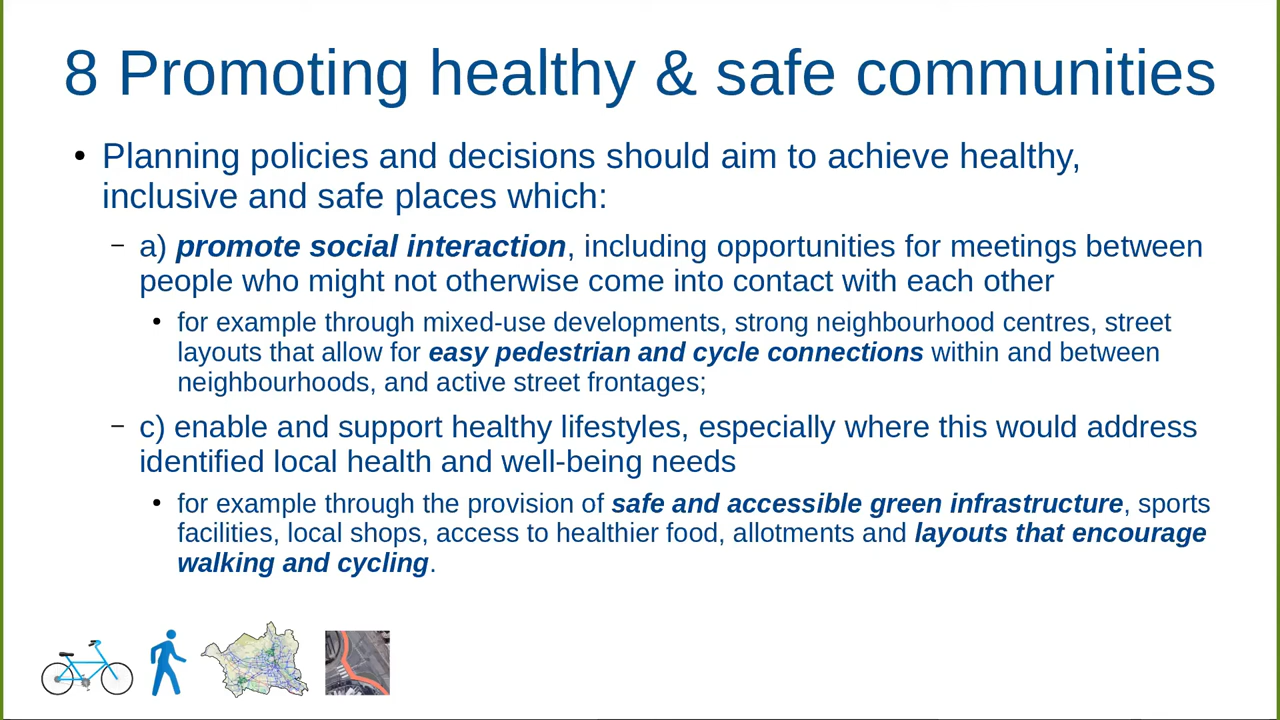 8 Promoting healthy & safe communities
• Planning policies and decisions should aim to achieve healthy,
inclusive and safe places which:
– a) promote social interaction, including opportunities for meetings between
people who might not otherwise come into contact with each other
• for example through mixed-use developments, strong neighbourhood centres, street
layouts that allow for easy pedestrian and cycle connections within and between
neighbourhoods, and active street frontages;
– c) enable and support healthy lifestyles, especially where this would address
identified local health and well-being needs
• for example through the provision of safe and accessible green infrastructure, sports
facilities, local shops, access to healthier food, allotments and layouts that encourage
walking and cycling.